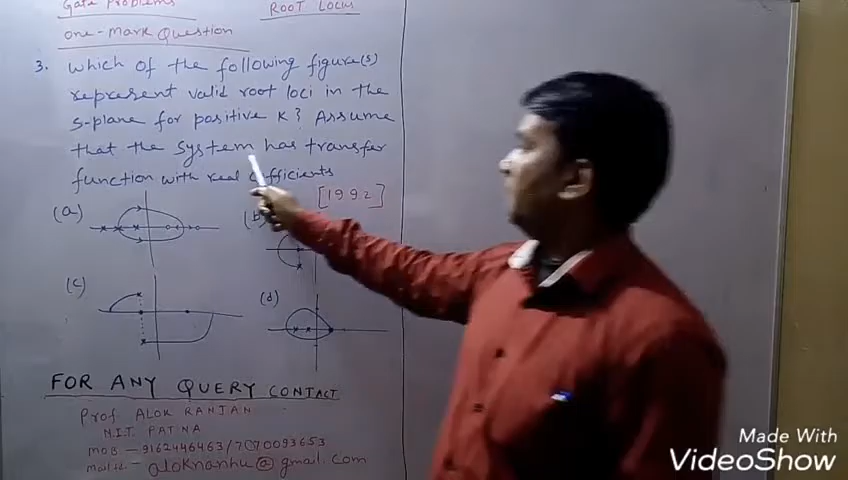 Gate Problems
ROOT LOCUS
one-mark Question
3. which of the following figure(s)
represent valid root loci in the
s-plane for positive K? Assume
that the system has transfer
function with real cofficients
[1992]
(a)
(b)
(c)
(d)
FOR ANY QUERY CONTACT
Prof. ALOK RANJAN
N.I.T. PATNA
MOB - 9162446463/7070093653
mail id. - aloknanhu@gmail.com
Made With
VideoShow